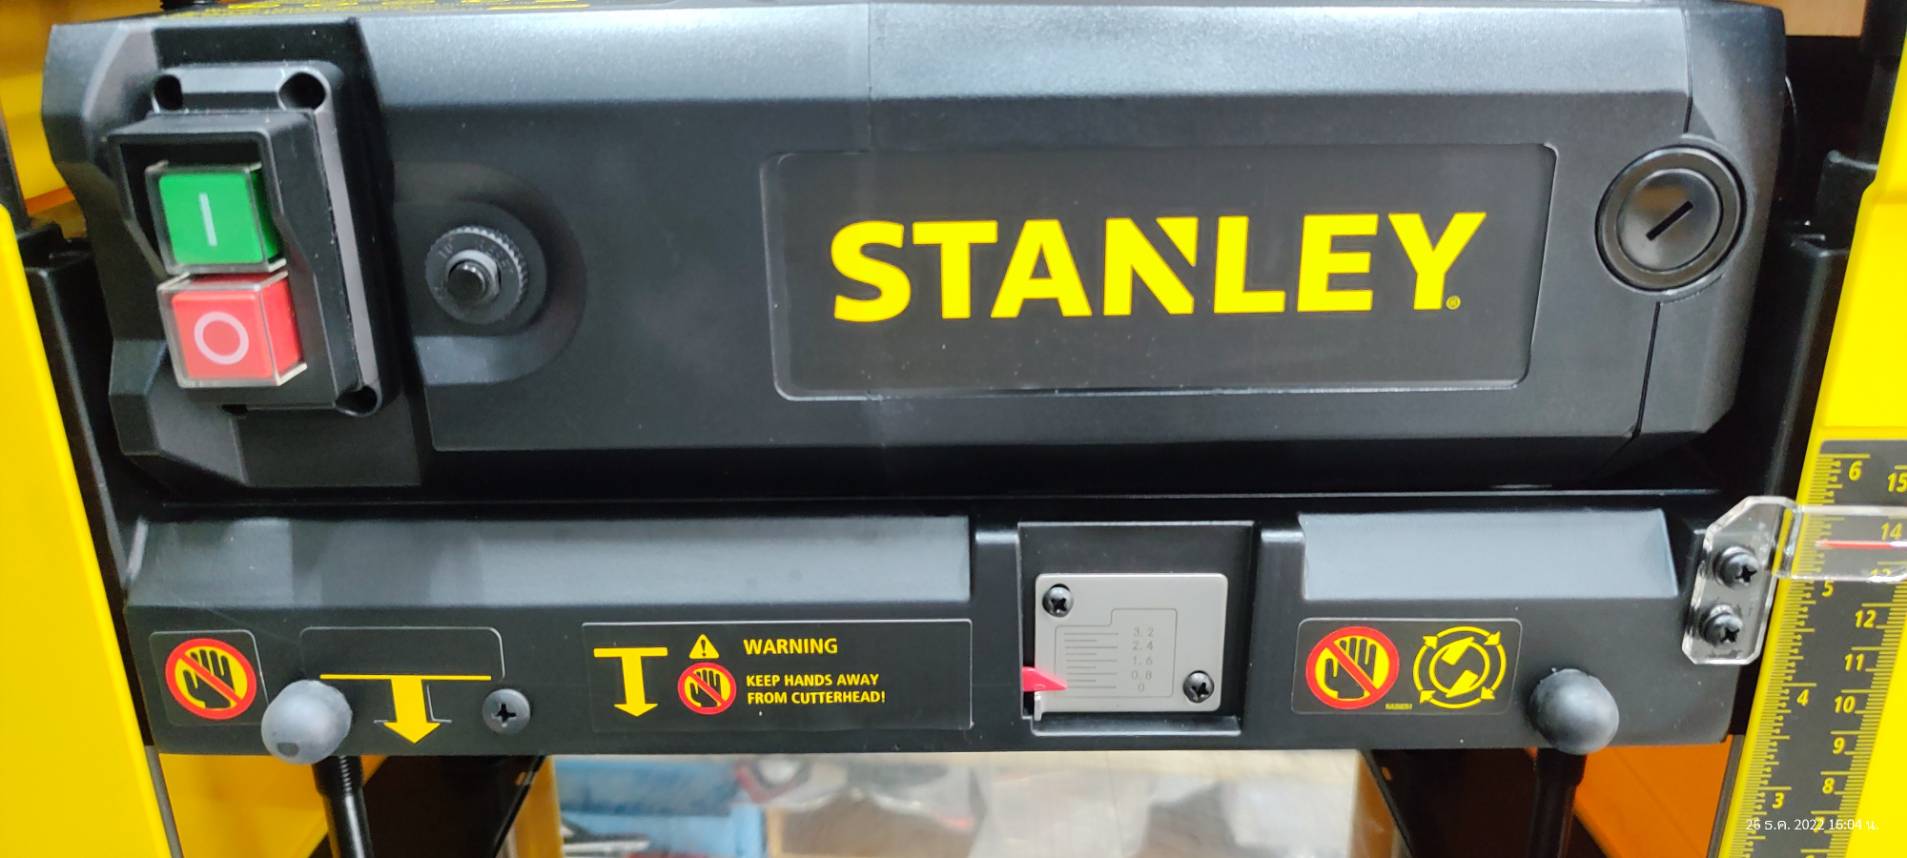 I
O
STANLEY®
WARNING
KEEP HANDS AWAY
FROM CUTTERHEAD!
3.2
2.4
1.6
0.8
0
6
15
14
5
12
11
4
10
9
8
3
26 ธ.ค. 2022 16:04 น.